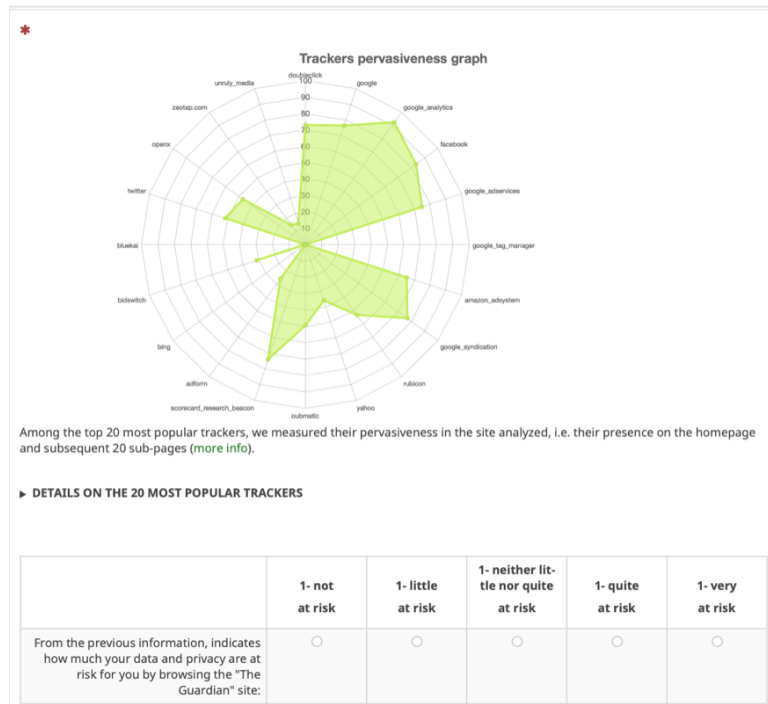 *
Trackers pervasiveness graph
doubleclick
100
unruly_media
google
90
zeotap.com
google_analytics
80
70
openx
60
facebook
50
40
twitter
30
google_adservices
20
10
bluekai
google_tag_manager
bidswitch
amazon_adsystem
bing
google_syndication
adform
rubicon
scorecard_research_beacon
yahoo
pubmatic
Among the top 20 most popular trackers, we measured their pervasiveness in the site analyzed, i.e. their presence on the homepage
and subsequent 20 sub-pages (more info).
▶ DETAILS ON THE 20 MOST POPULAR TRACKERS
1- neither lit-
1- not 1- little tle nor quite 1- quite 1- very
at risk at risk at risk at risk at risk
From the previous information, indicates
how much your data and privacy are at
risk for you by browsing the "The
Guardian" site: